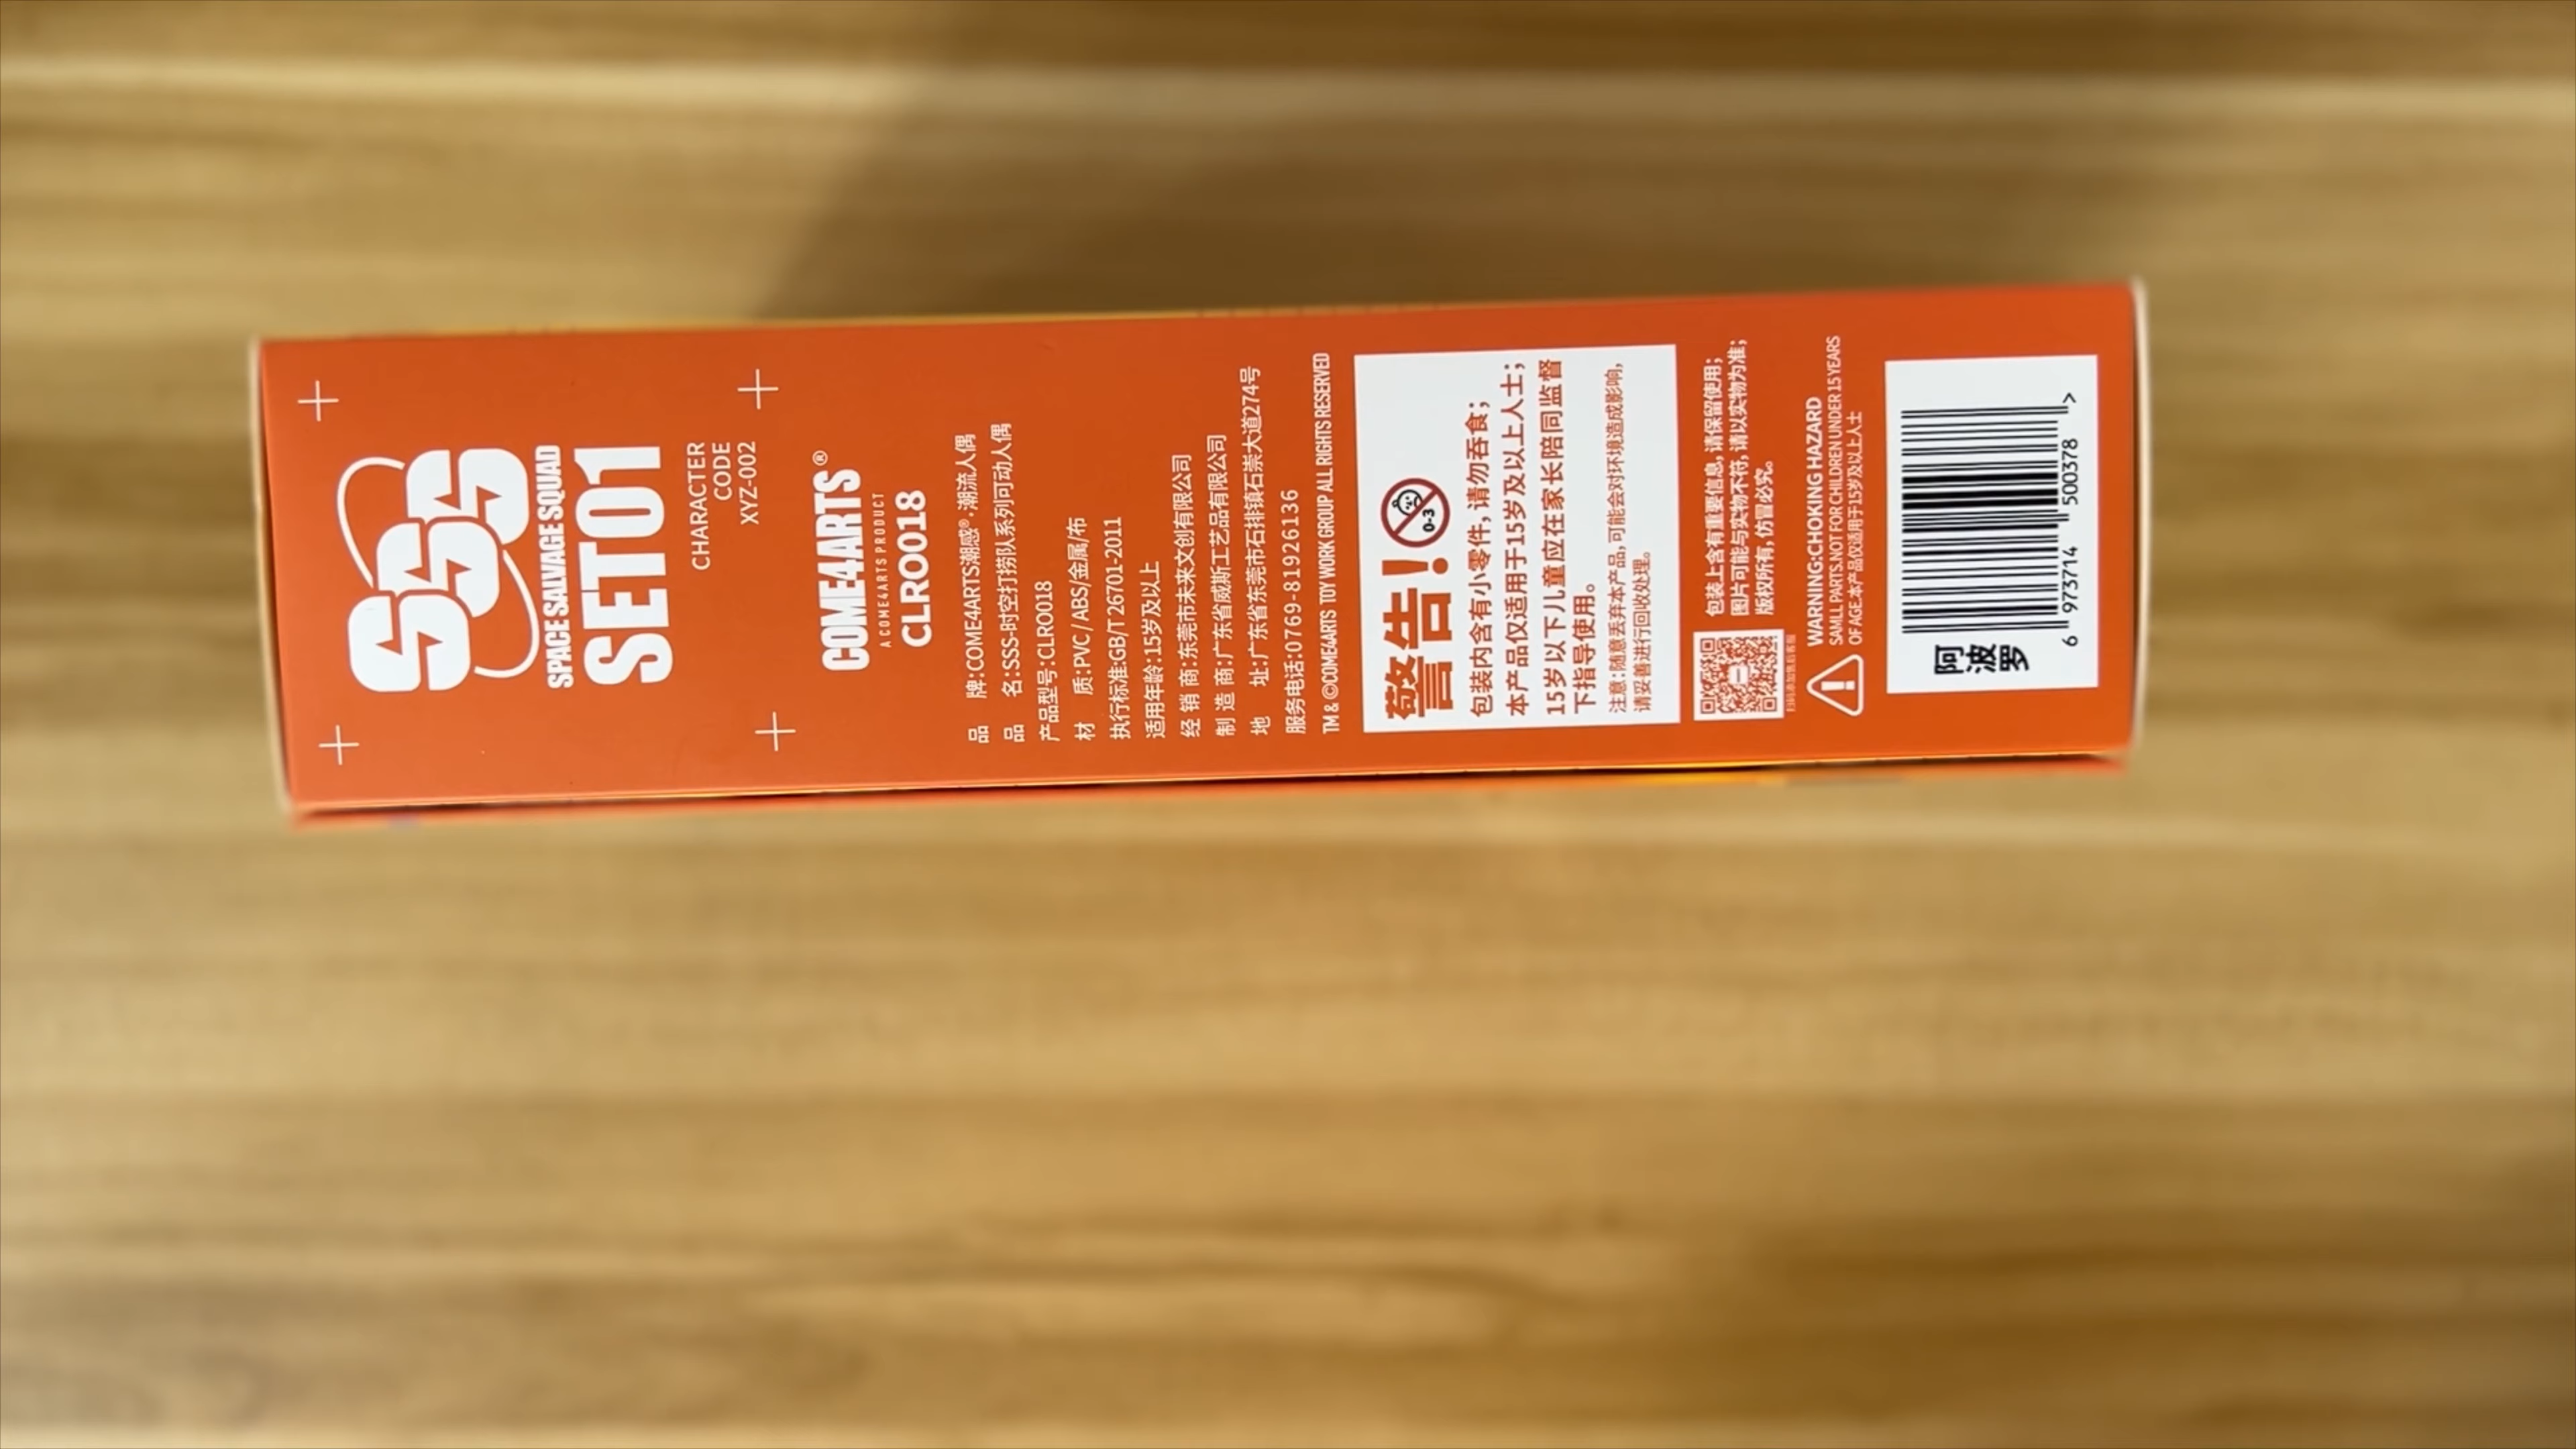 SSS
SPACE SALVAGE SQUAD
SET01
CHARACTER
CODE
XYZ-002
COME4ARTS®
A COME4ARTS PRODUCT
CLRO018
品 牌:COME4ARTS潮感®·潮流人偶
品 名:SSS-时空打捞队系列可动人偶
产品型号:CLRO018
材 质:PVC/ABS/金属/布
执行标准:GB/T 26701-2011
适用年龄:15岁及以上
经 销 商:东莞市未来文创有限公司
制 造 商:广东省威斯工艺品有限公司
地 址:广东省东莞市石排镇石崇大道274号
服务电话:0769-81926136
TM & ©COME4ARTS TOY WORK GROUP ALL RIGHTS RESERVED
警告!
0-3
包装内含有小零件,请勿吞食;
本产品仅适用于15岁及以上人士;
15岁以下儿童应在家长陪同监督
下指导使用。
注意:随意丢弃本产品,可能会对环境造成影响,
请妥善进行回收处理。
包装上含有重要信息,请保留使用;
图片可能与实物不符,请以实物为准;
版权所有,仿冒必究。
WARNING:CHOKING HAZARD
SAMLL PARTS.NOT FOR CHILDREN UNDER 15 YEARS
OF AGE.本产品仅适用于15岁及以上人士
阿波罗
6 973714 500378 >